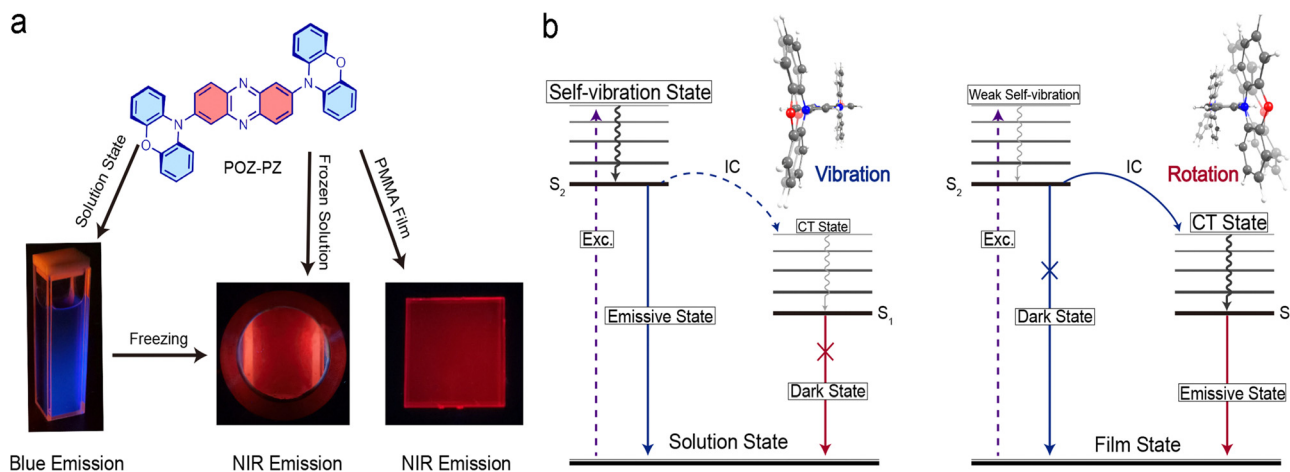 a
N
O
N
N
N
O
POZ-PZ
Solution State
Frozen Solution
PMMA Film
Freezing
Blue Emission
NIR Emission
NIR Emission
b
Self-vibration State
S2
IC
Vibration
CT State
Exc.
Emissive State
S1
Dark State
Solution State
Weak Self-vibration
S2
IC
Rotation
CT State
Exc.
Dark State
S
Emissive State
Film State